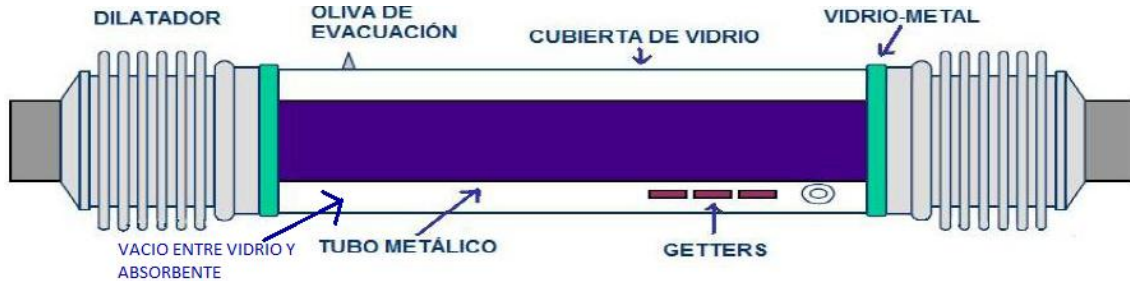 DILATADOR
OLIVA DE
EVACUACIÓN
CUBIERTA DE VIDRIO
VIDRIO-METAL
VACIO ENTRE VIDRIO Y
ABSORBENTE
TUBO METÁLICO
GETTERS